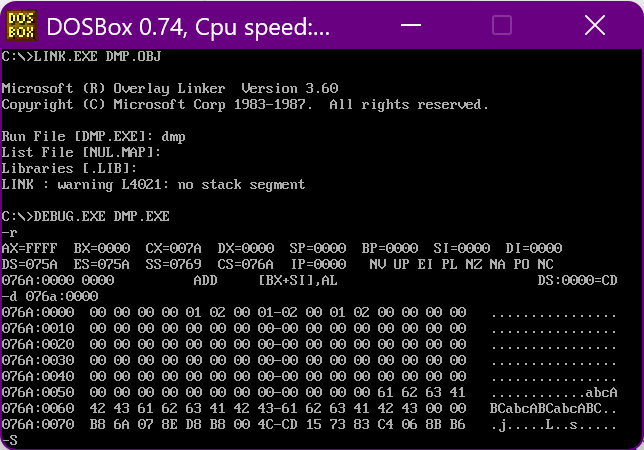 DOS
BOX
DOSBox 0.74, Cpu speed:...
C:\>LINK.EXE DMP.OBJ
Microsoft (R) Overlay Linker  Version 3.60
Copyright (C) Microsoft Corp 1983-1987.  All rights reserved.
Run File [DMP.EXE]: dmp
List File [NUL.MAP]:
Libraries [.LIB]:
LINK : warning L4021: no stack segment
C:\>DEBUG.EXE DMP.EXE
-r
AX=FFFF  BX=0000  CX=007A  DX=0000  SP=0000  BP=0000  SI=0000  DI=0000
DS=075A  ES=075A  SS=0769  CS=076A  IP=0000   NV UP EI PL NZ NA PO NC
076A:0000 0000          ADD     [BX+SI],AL                         DS:0000=CD
-d 076a:0000
076A:0000  00 00 00 00 01 02 00 01-02 00 01 02 00 00 00 00   ................
076A:0010  00 00 00 00 00 00 00 00-00 00 00 00 00 00 00 00   ................
076A:0020  00 00 00 00 00 00 00 00-00 00 00 00 00 00 00 00   ................
076A:0030  00 00 00 00 00 00 00 00-00 00 00 00 00 00 00 00   ................
076A:0040  00 00 00 00 00 00 00 00-00 00 00 00 00 00 00 00   ................
076A:0050  00 00 00 00 00 00 00 00-00 00 00 00 61 62 63 41   ............abcA
076A:0060  42 43 61 62 63 41 42 43-61 62 63 41 42 43 00 00   BCabcABCabcABC..
076A:0070  B8 6A 07 8E D8 B8 00 4C-CD 15 73 83 C4 06 8B B6   .j.....L..s.....
-S